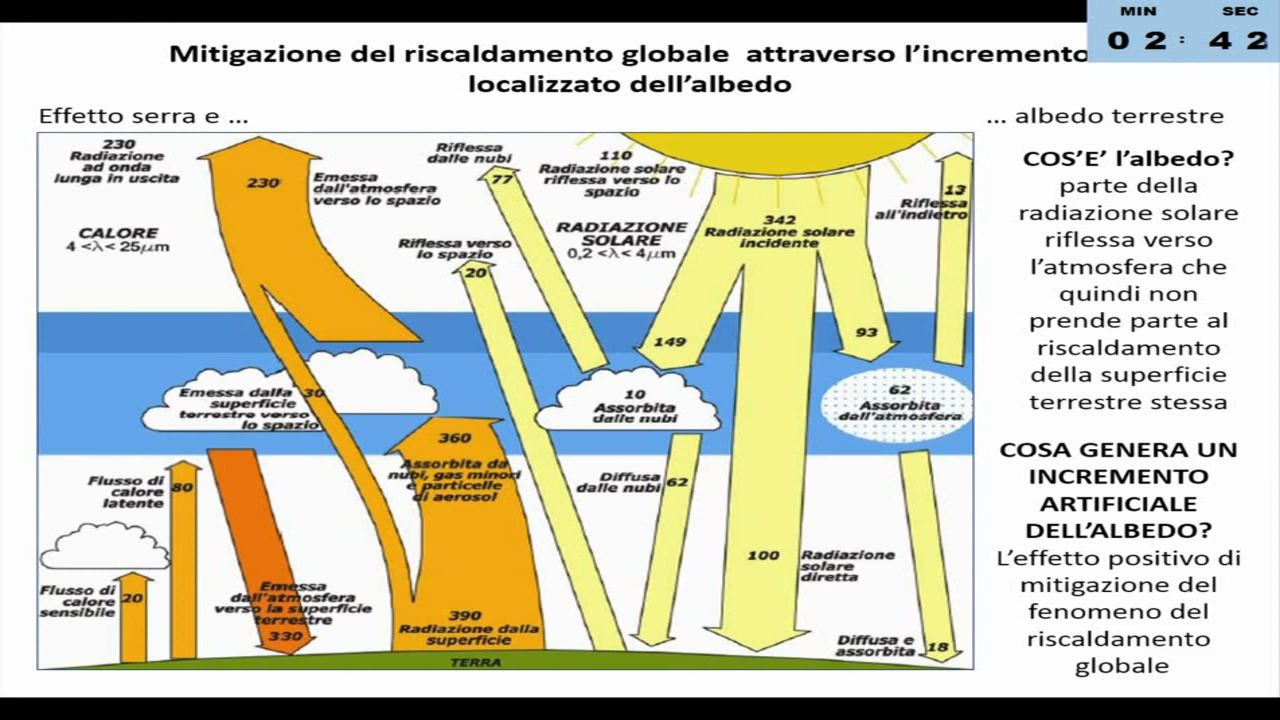 MIN SEC
02: 42
Mitigazione del riscaldamento globale attraverso l'incremento
localizzato dell'albedo
Effetto serra e ...
... albedo terrestre
230
Radiazione
ad onda
lunga in uscita
CALORE
4 <λ< 25μm
230
Emessa
dall'atmosfera
verso lo spazio
Riflessa
dalle nubi
77
Riflessa verso
lo spazio
20
110
Radiazione solare
riflessa verso lo
spazio
RADIAZIONE
SOLARE
0,2 <λ< 4μm
342
Radiazione solare
incidente
13
Riflessa
all'indietro
149
93
Emessa dalla
superficie
terrestre verso
lo spazio
30
10
Assorbita
dalle nubi
62
Assorbita
dall'atmosfera
360
Assorbita da
nubi, gas minori
e particelle
di aerosol
Flusso di
calore
latente
80
Diffusa
dalle nubi
62
Flusso di
calore
sensibile
20
Emessa
dall'atmosfera
verso la superficie
terrestre
330
390
Radiazione dalla
superficie
100
Radiazione
solare
diretta
Diffusa e
assorbita
18
TERRA
COS'E' l'albedo?
parte della
radiazione solare
riflessa verso
l'atmosfera che
quindi non
prende parte al
riscaldamento
della superficie
terrestre stessa
COSA GENERA UN
INCREMENTO
ARTIFICIALE
DELL'ALBEDO?
L'effetto positivo di
mitigazione del
fenomeno del
riscaldamento
globale